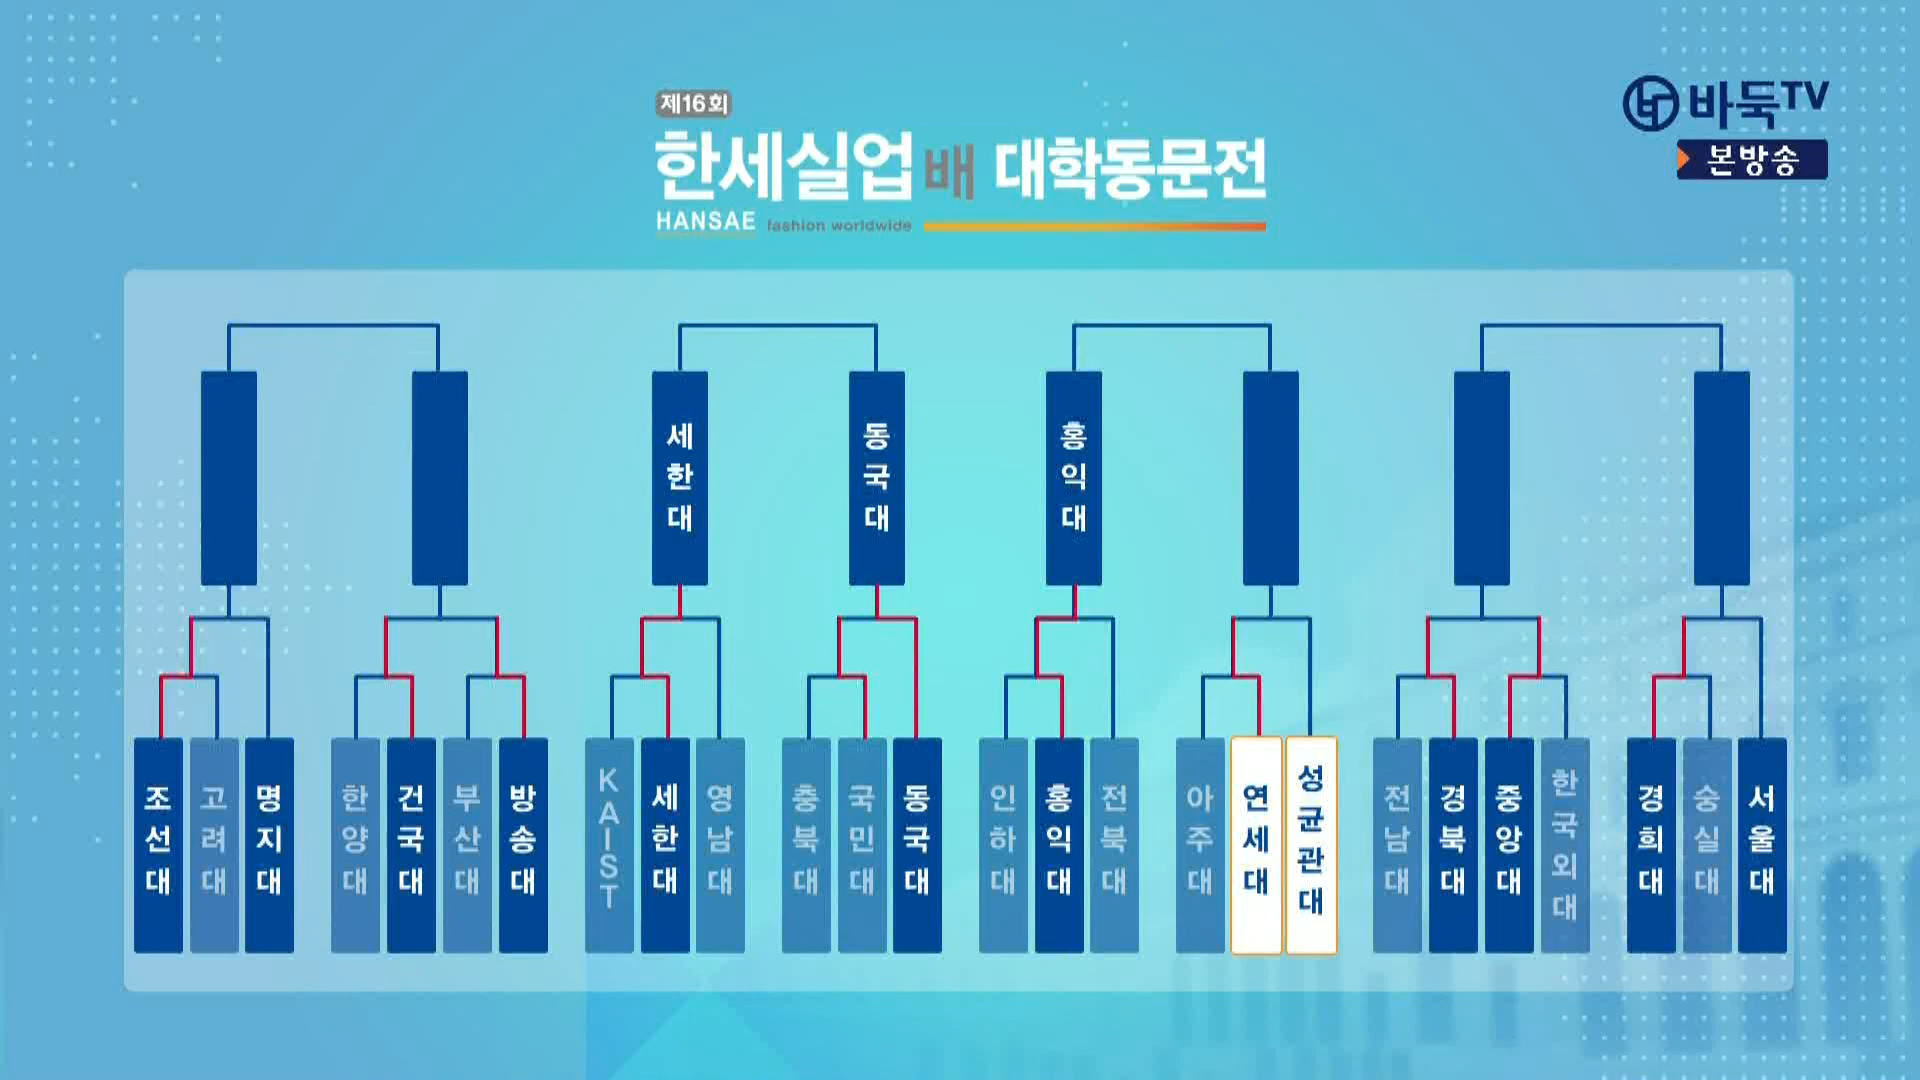 제16회
한세실업배 대학동문전
HANSAE fashion worldwide
바둑TV
본방송
세한대
동국대
홍익대
조선대
고려대
명지대
한양대
건국대
부산대
방송대
KAIST
세한대
영남대
충북대
국민대
동국대
인하대
홍익대
전북대
아주대
연세대
성균관대
전남대
경북대
중앙대
한국외대
경희대
숭실대
서울대